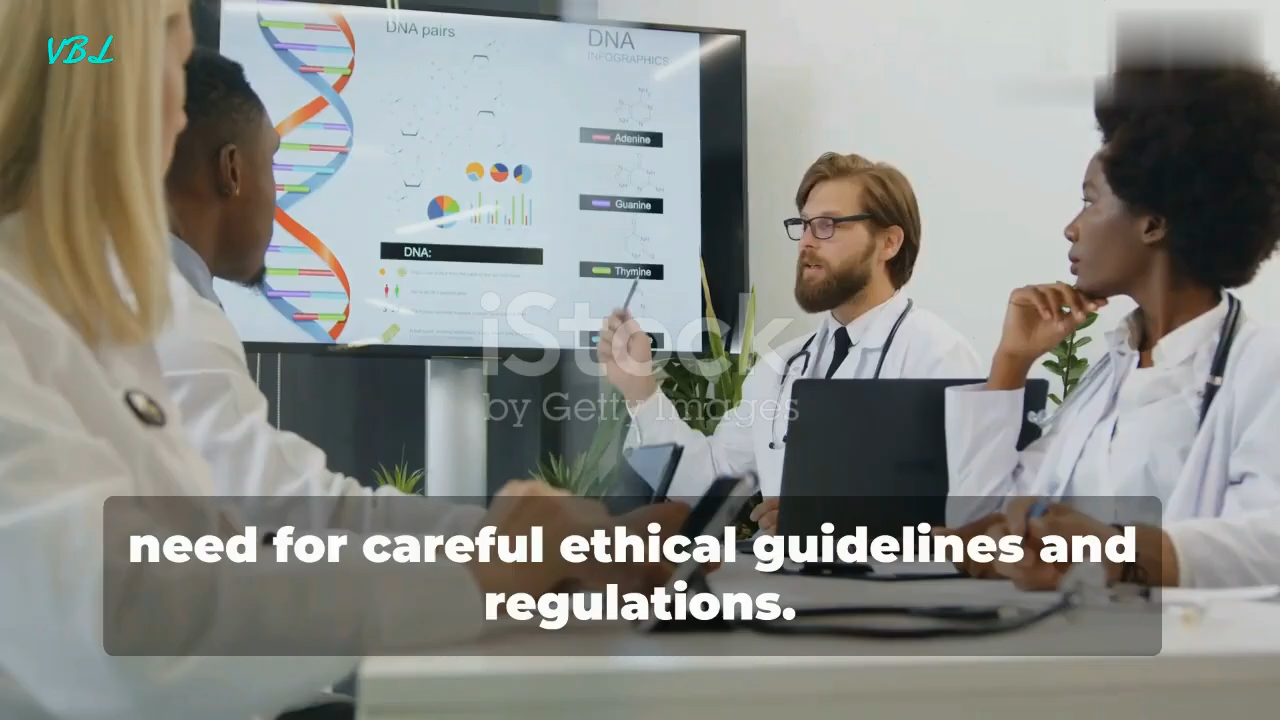 VBL
DNA pairs
DNA
INFOGRAPHICS
Adenine
Guanine
Thymine
DNA:
iStock
by Getty Images
need for careful ethical guidelines and
regulations.